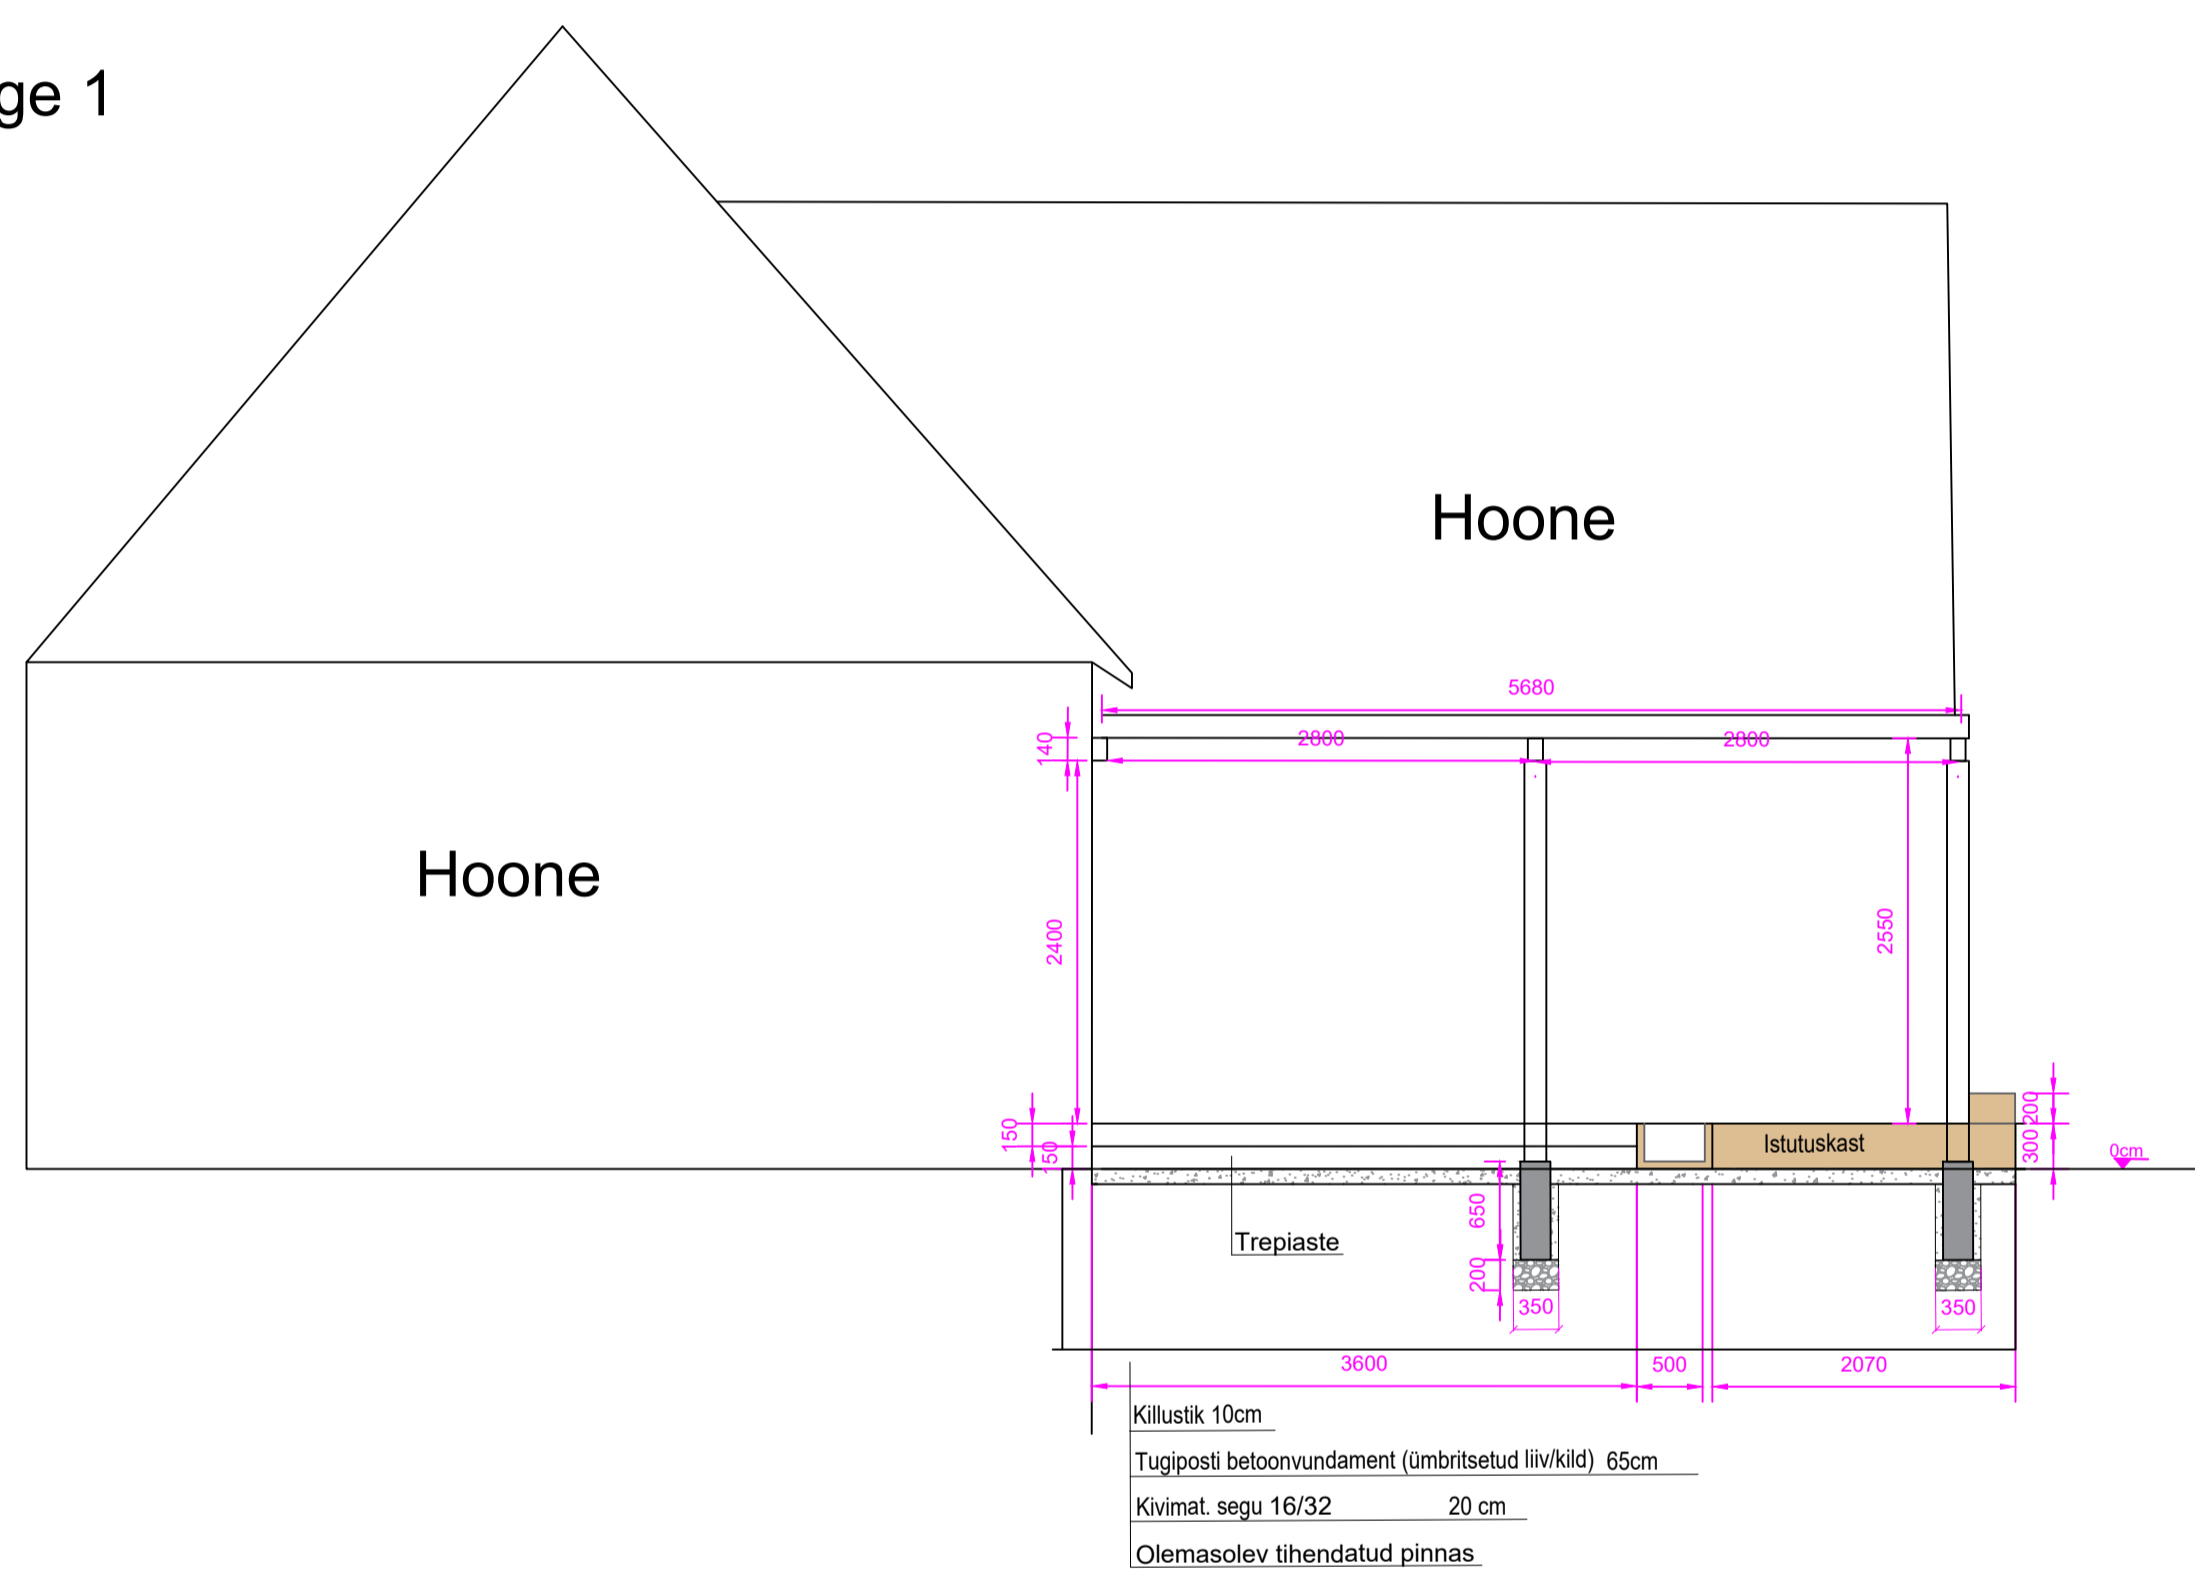 ge 1
Hoone
Hoone
5680
140
2800
2800
2400
2550
150
150
200
300
Istutuskast
0cm
650
200
Trepiaste
350
350
3600
500
2070
Killustik 10cm
Tugiposti betoonvundament (ümbritsetud liiv/kild) 65cm
Kivimat. segu 16/32 20 cm
Olemasolev tihendatud pinnas